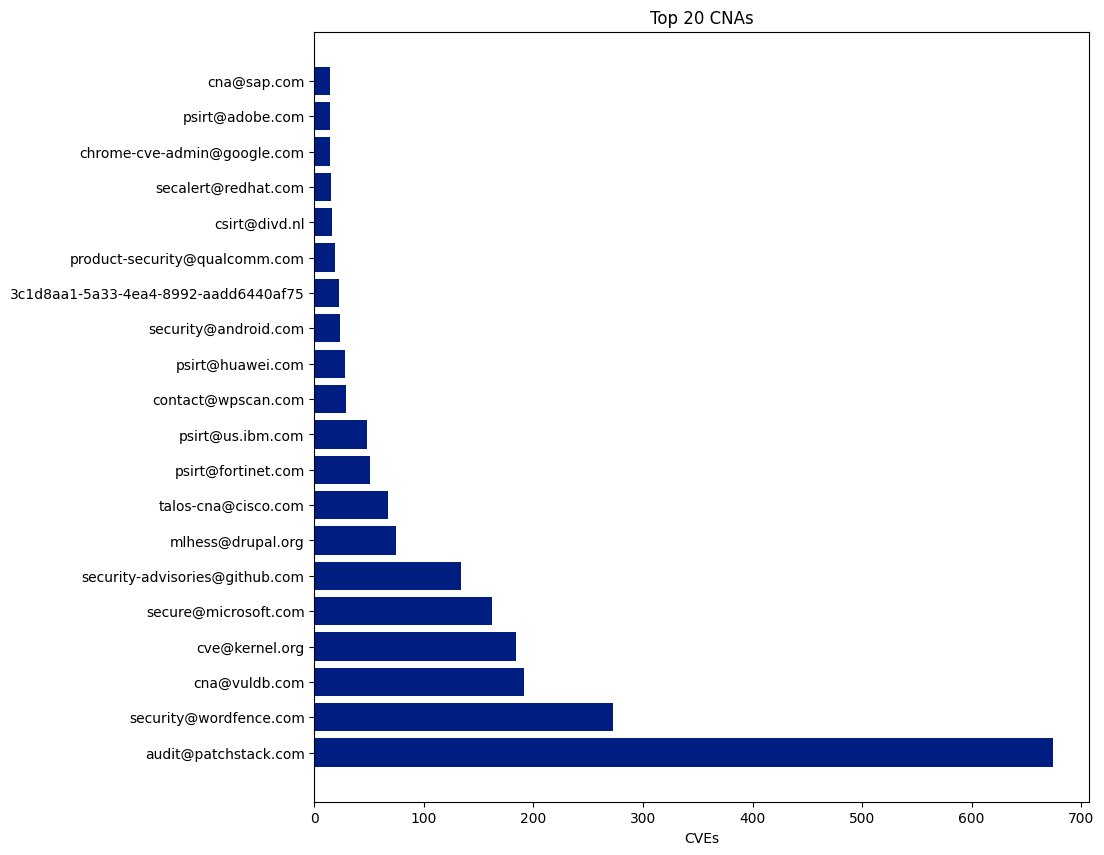 Top 20 CNAs
cna@sap.com
psirt@adobe.com
chrome-cve-admin@google.com
secalert@redhat.com
csirt@divd.nl
product-security@qualcomm.com
3c1d8aa1-5a33-4ea4-8992-aadd6440af75
security@android.com
psirt@huawei.com
contact@wpscan.com
psirt@us.ibm.com
psirt@fortinet.com
talos-cna@cisco.com
mlhess@drupal.org
security-advisories@github.com
secure@microsoft.com
cve@kernel.org
cna@vuldb.com
security@wordfence.com
audit@patchstack.com
0 100 200 300 400 500 600 700
CVEs